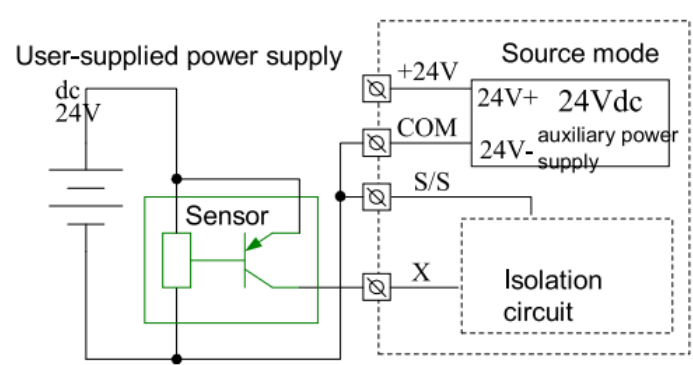 User-supplied power supply
dc
24V
Sensor
Source mode
+24V
24V+ 24Vdc
COM
24V- auxiliary power
supply
S/S
X
Isolation
circuit